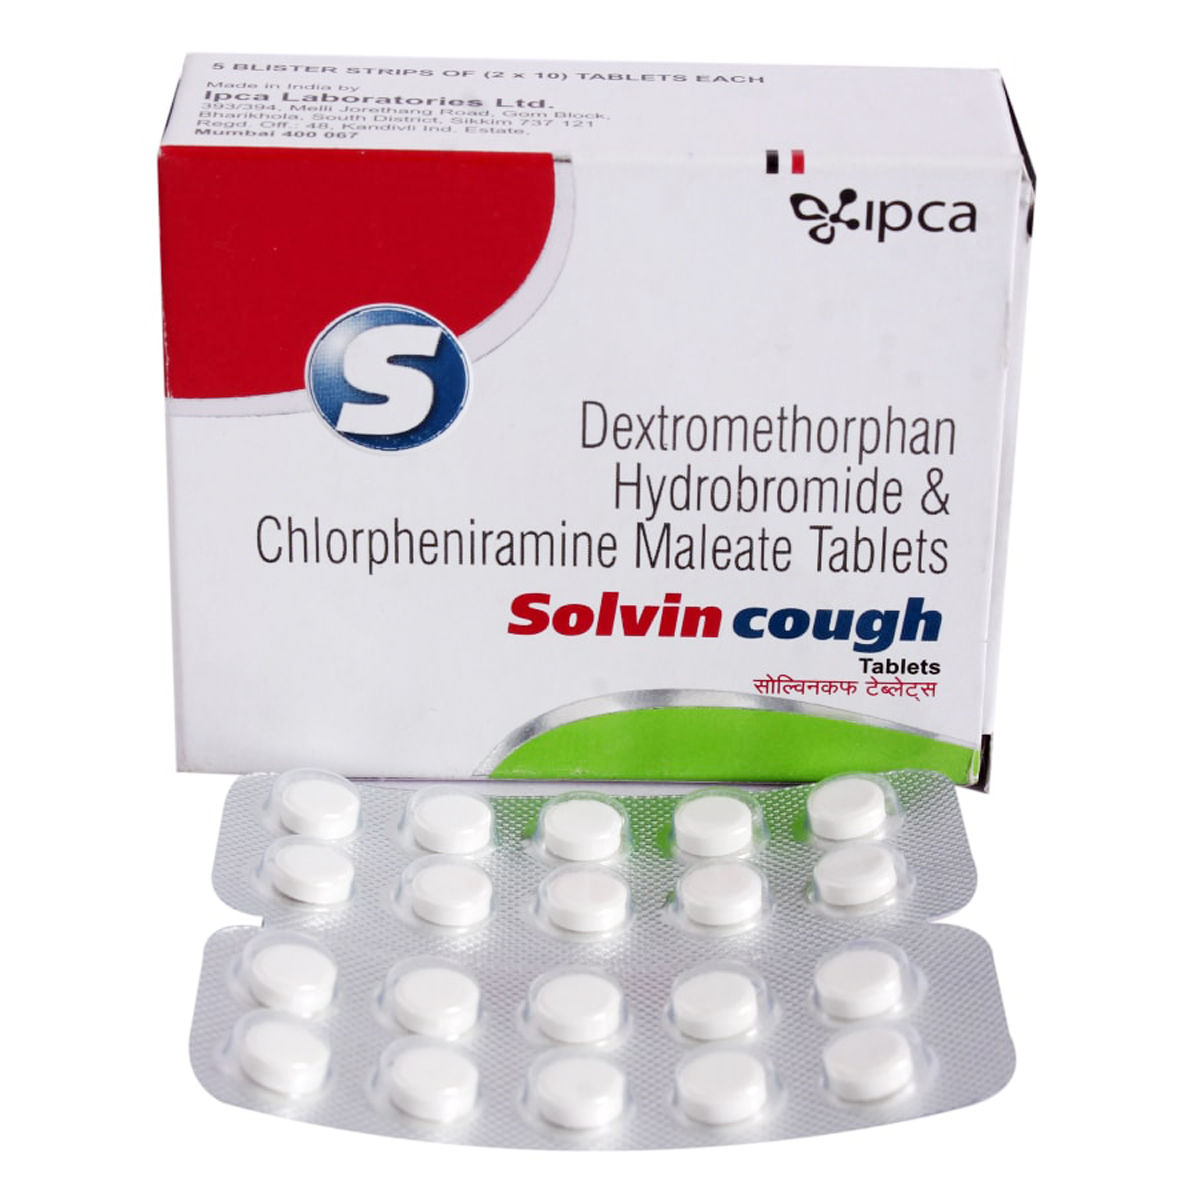 5 BLISTER STRIPS OF (2 x 10) TABLETS EACH
Made in India by
Ipca Laboratories Ltd.
393/394, Melli Jorethang Road, Gom Block,
Bharikhola, South District, Sikkim 737 121
Regd. Off.: 48, Kandivli Ind. Estate,
Mumbai 400 067
ipca
S
Dextromethorphan
Hydrobromide &
Chlorpheniramine Maleate Tablets
Solvin cough
Tablets
सोल्विनकफ टेब्लेट्स